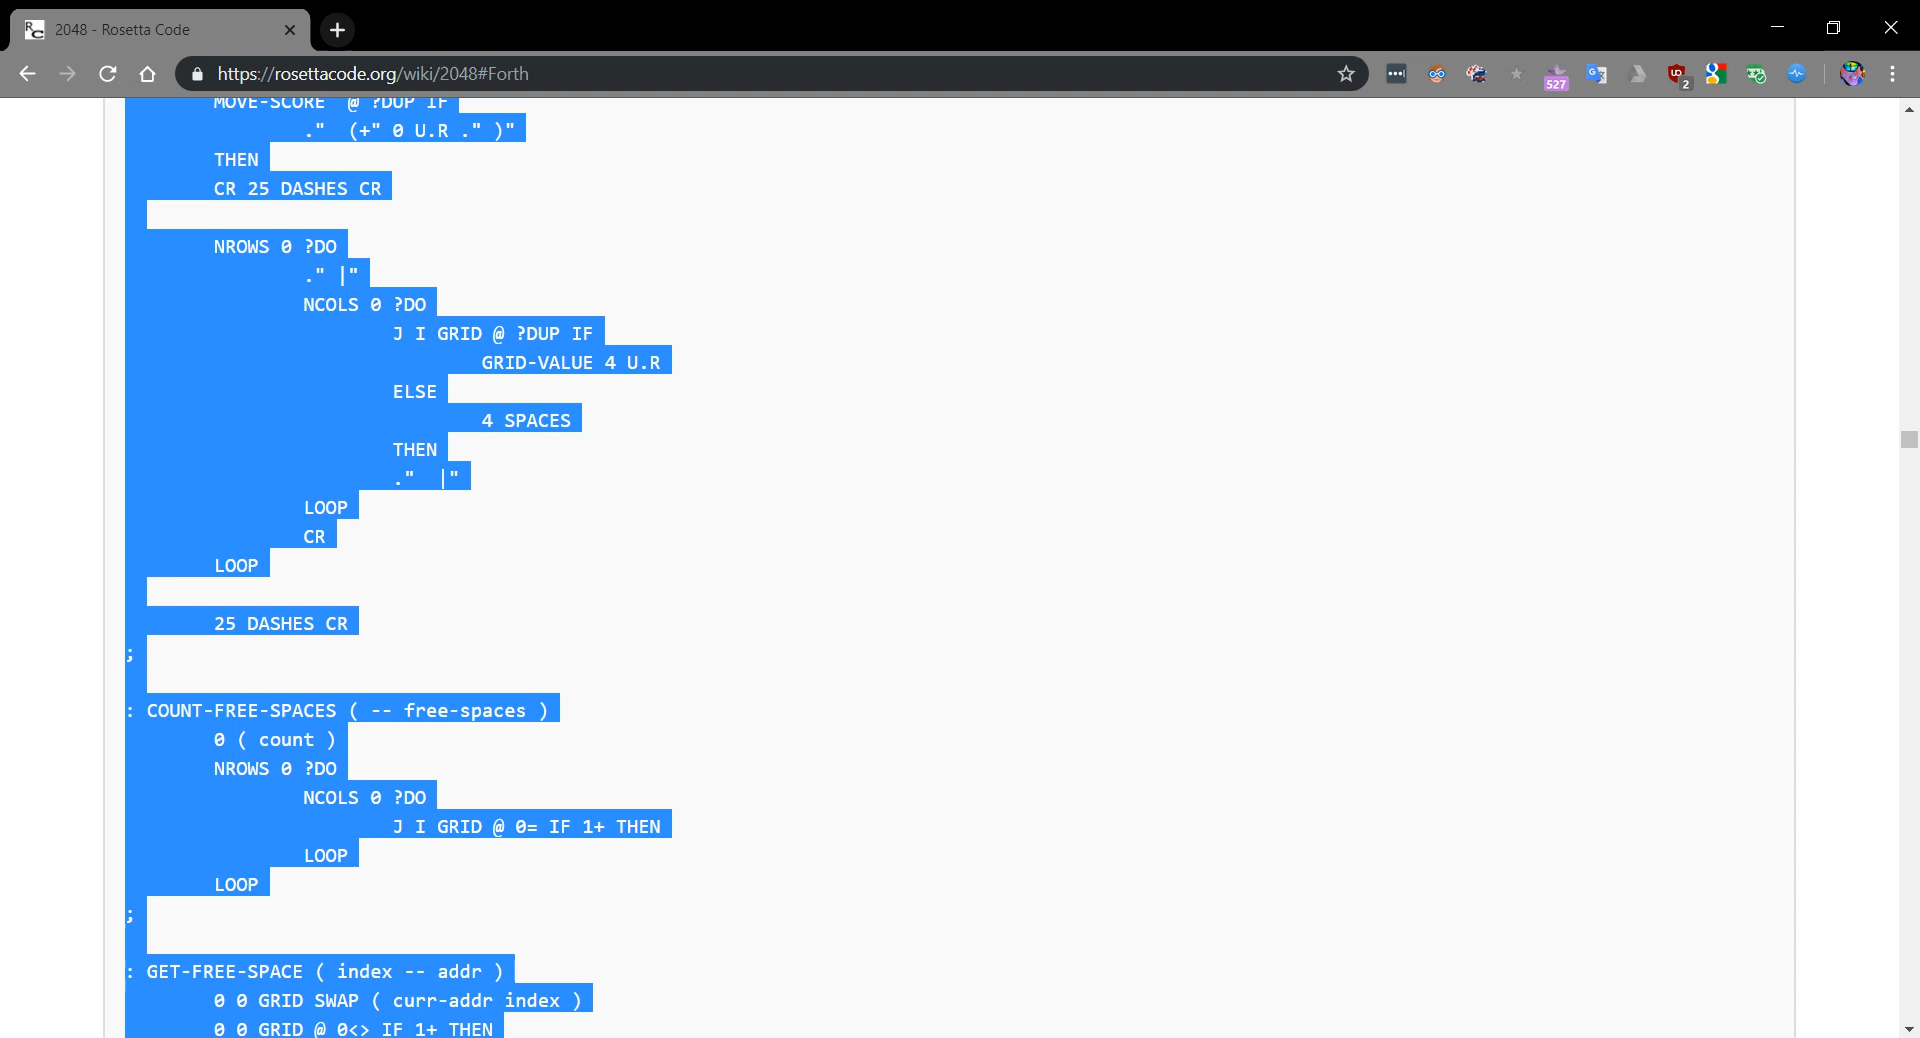 2048 - Rosetta Code
https://rosettacode.org/wiki/2048#Forth
527
2
MOVE-SCORE @ ?DUP IF
."  (+" 0 U.R ." )"
THEN
CR 25 DASHES CR
NROWS 0 ?DO
." |"
NCOLS 0 ?DO
J I GRID @ ?DUP IF
GRID-VALUE 4 U.R
ELSE
4 SPACES
THEN
."  |"
LOOP
CR
LOOP
25 DASHES CR
;
: COUNT-FREE-SPACES ( -- free-spaces )
0 ( count )
NROWS 0 ?DO
NCOLS 0 ?DO
J I GRID @ 0= IF 1+ THEN
LOOP
LOOP
;
: GET-FREE-SPACE ( index -- addr )
0 0 GRID SWAP ( curr-addr index )
0 0 GRID @ 0<> IF 1+ THEN